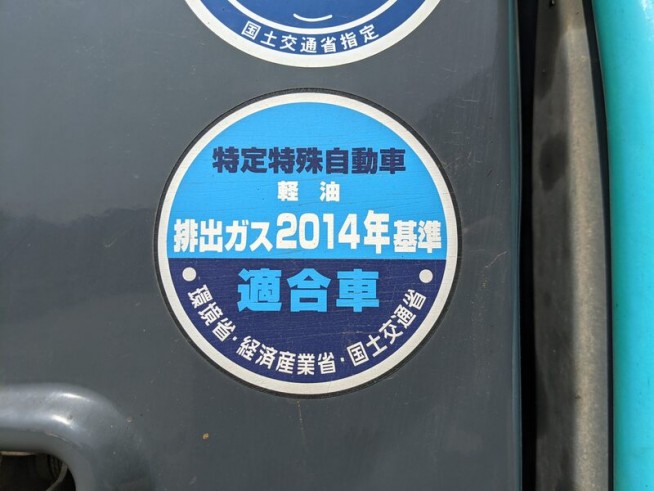 国土交通省指定
特定特殊自動車
軽油
排出ガス2014年基準
適合車
環境省・経済産業省・国土交通省